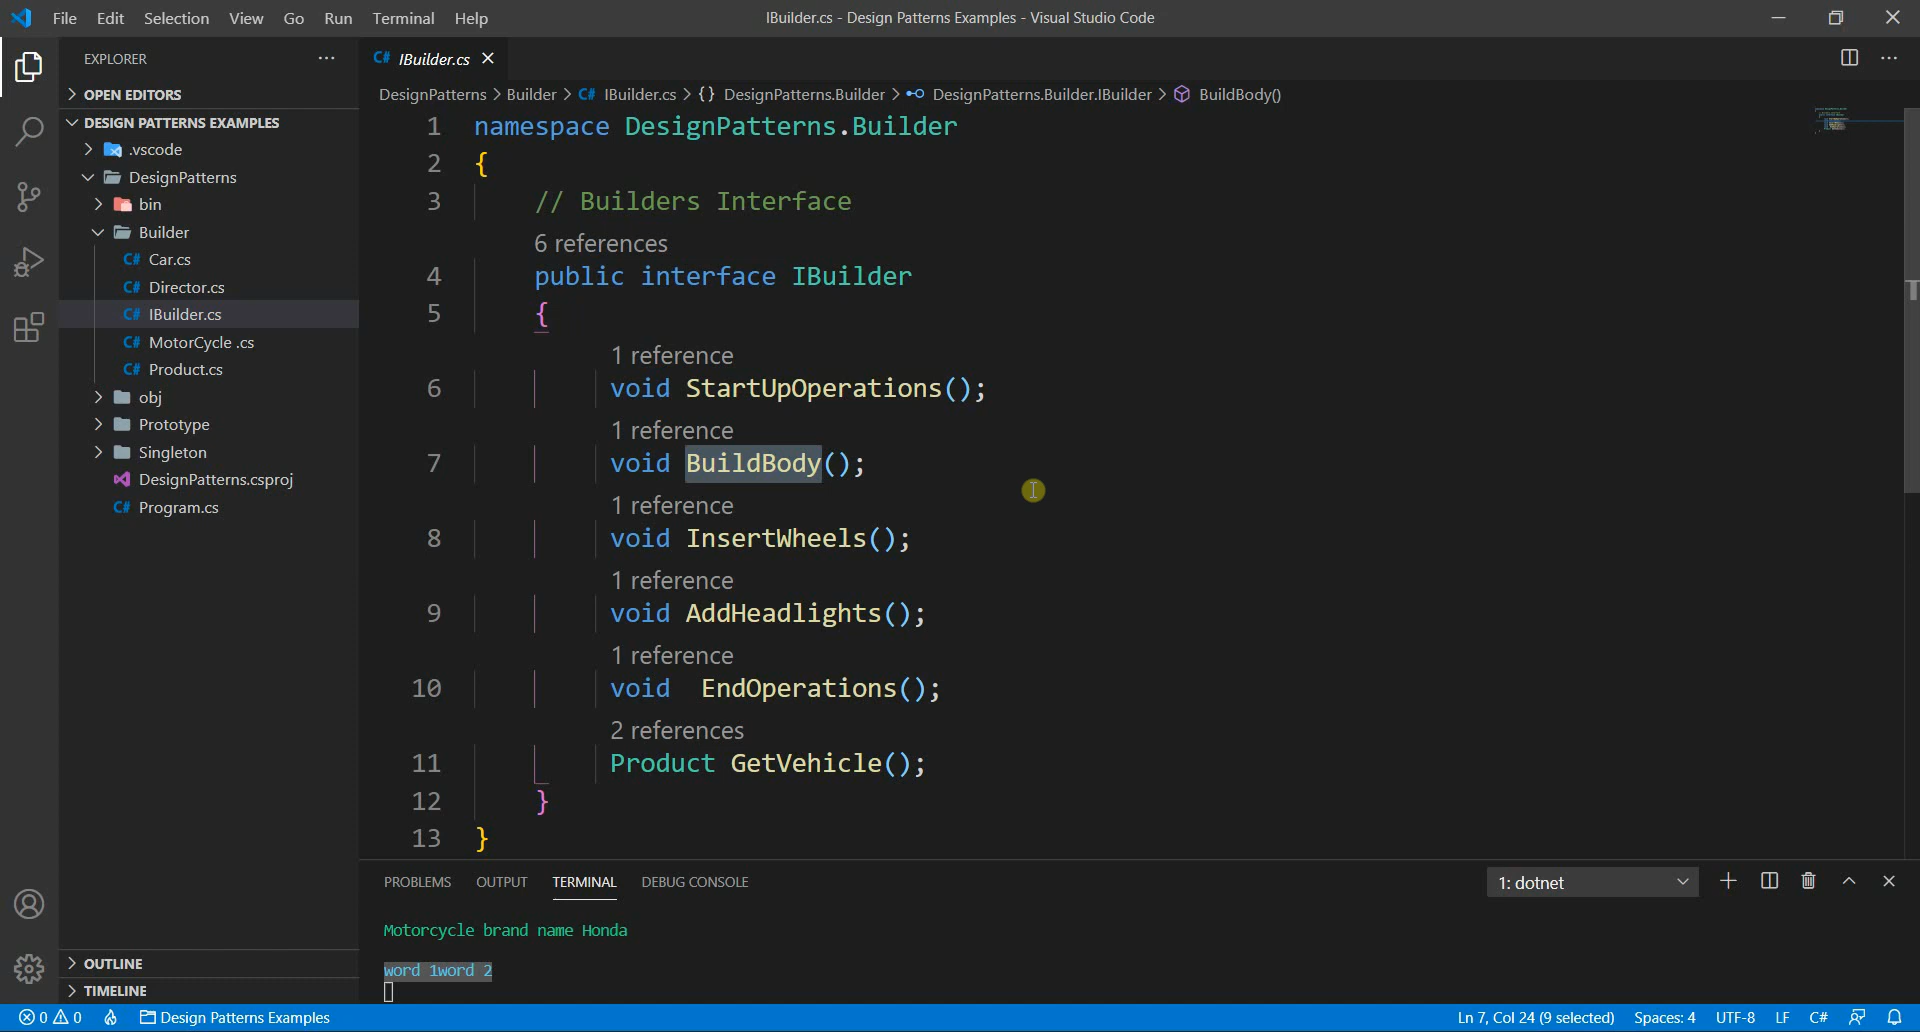 File Edit Selection View Go Run Terminal Help
IBuilder.cs - Design Patterns Examples - Visual Studio Code
EXPLORER
OPEN EDITORS
DESIGN PATTERNS EXAMPLES
.vscode
DesignPatterns
bin
Builder
C# Car.cs
C# Director.cs
C# IBuilder.cs
C# MotorCycle .cs
C# Product.cs
obj
Prototype
Singleton
DesignPatterns.csproj
C# Program.cs
OUTLINE
TIMELINE
C# IBuilder.cs
DesignPatterns > Builder > C# IBuilder.cs > {} DesignPatterns.Builder > DesignPatterns.Builder.IBuilder > BuildBody()
1 namespace DesignPatterns.Builder
2 {
3 // Builders Interface
6 references
4 public interface IBuilder
5 {
1 reference
6 void StartUpOperations();
1 reference
7 void BuildBody();
1 reference
8 void InsertWheels();
1 reference
9 void AddHeadlights();
1 reference
10 void  EndOperations();
2 references
11 Product GetVehicle();
12 }
13 }
PROBLEMS OUTPUT TERMINAL DEBUG CONSOLE
1: dotnet
Motorcycle brand name Honda
word 1word 2
0 0 Design Patterns Examples
Ln 7, Col 24 (9 selected) Spaces: 4 UTF-8 LF C#